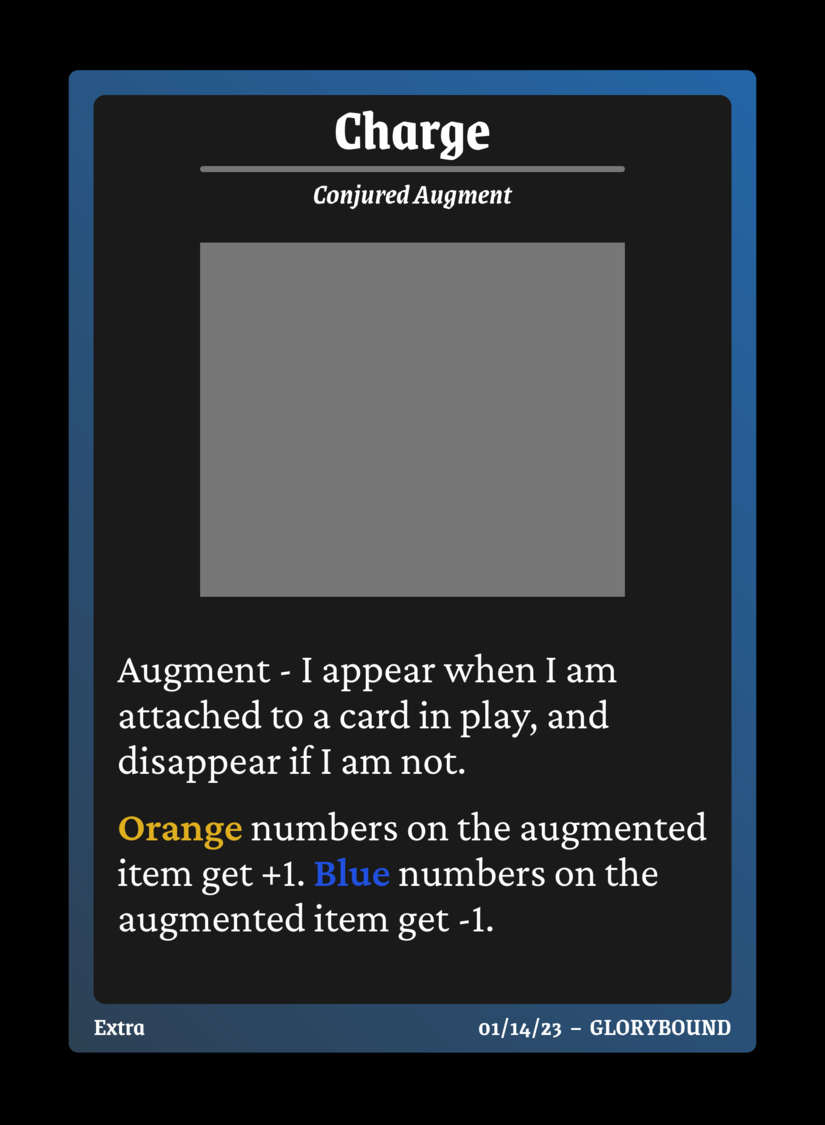 Charge
Conjured Augment
Augment - I appear when I am
attached to a card in play, and
disappear if I am not.
Orange numbers on the augmented
item get +1. Blue numbers on the
augmented item get -1.
Extra
01/14/23 – GLORYBOUND